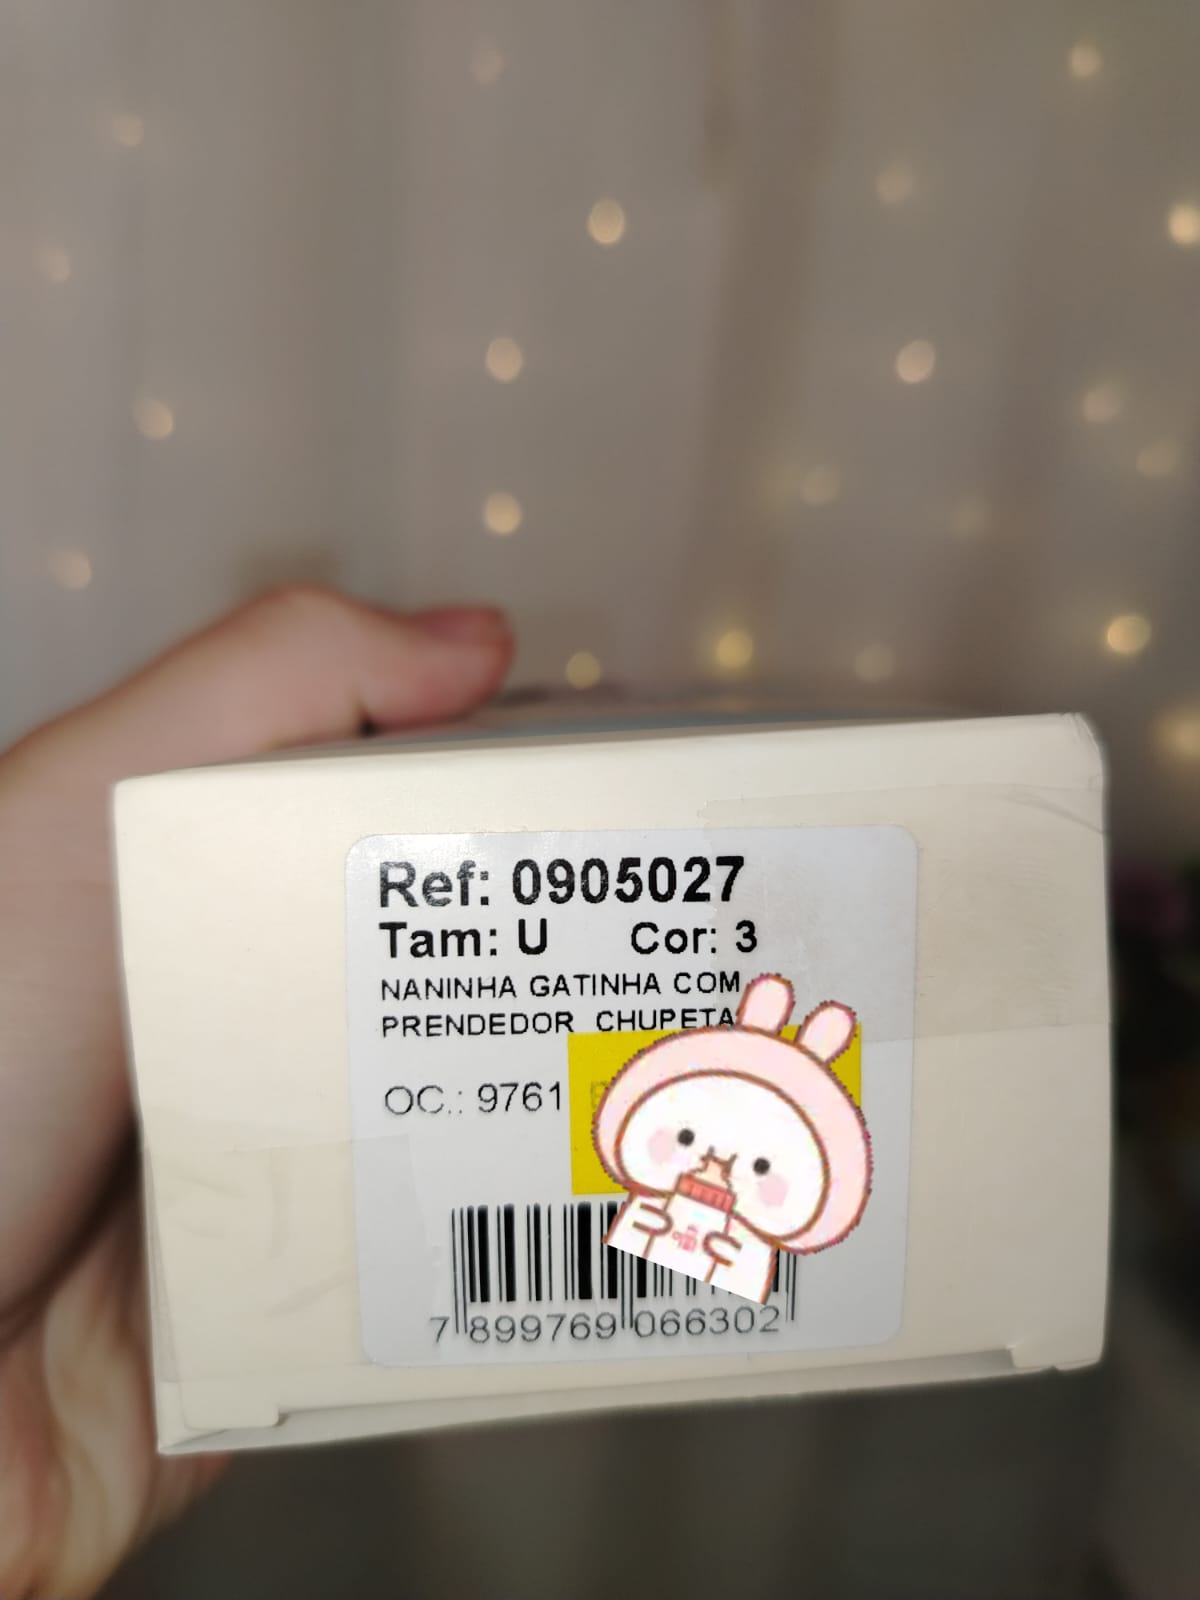 Ref: 0905027
Tam: U Cor: 3
NANINHA GATINHA COM
PRENDEDOR CHUPETA
OC.: 9761
7 899769 066302